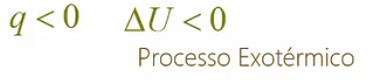 q < 0 ΔU < 0
Processo Exotérmico